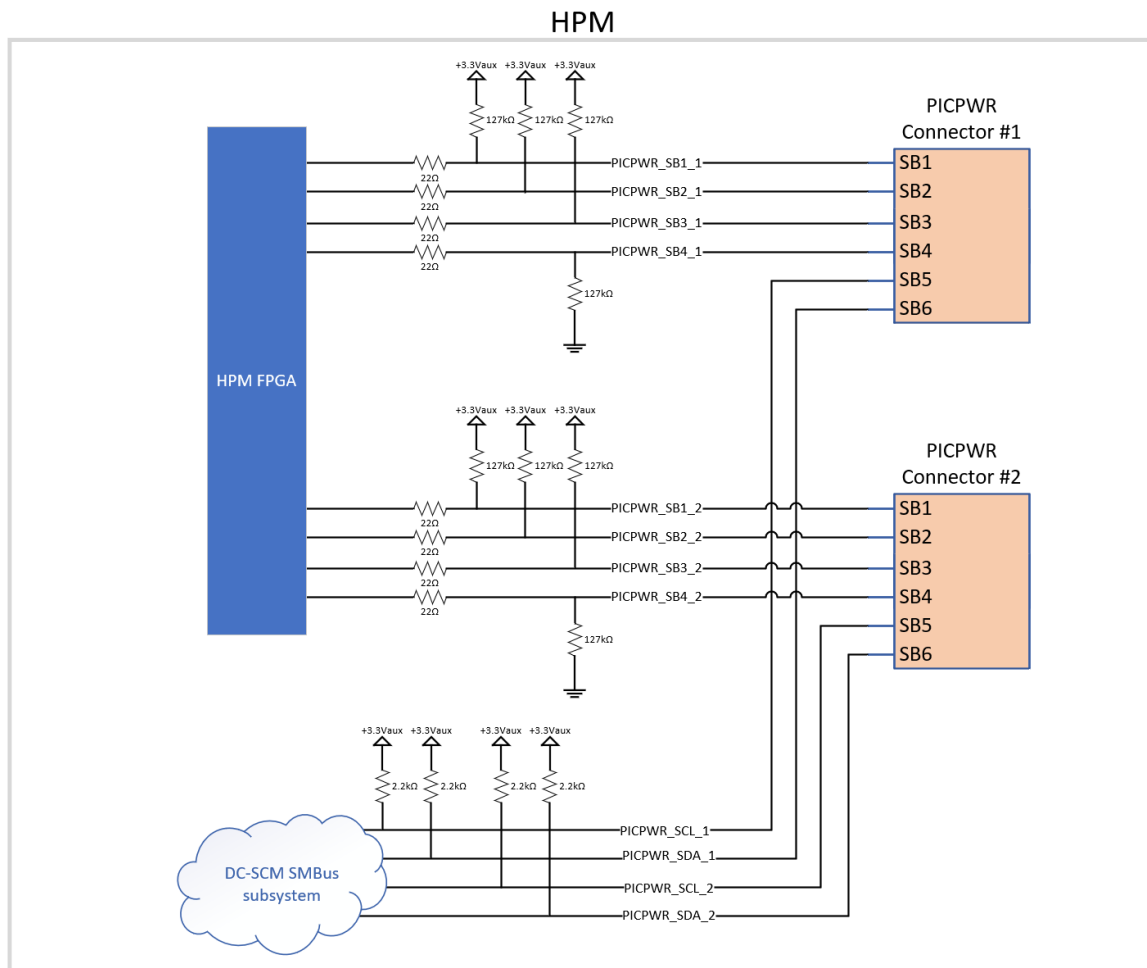 HPM
+3.3Vaux +3.3Vaux +3.3Vaux
127kΩ 127kΩ 127kΩ
PICPWR
Connector #1
PICPWR_SB1_1
SB1
22Ω
PICPWR_SB2_1
SB2
22Ω
PICPWR_SB3_1
SB3
22Ω
PICPWR_SB4_1
SB4
22Ω
SB5
127kΩ
SB6
HPM FPGA
+3.3Vaux +3.3Vaux +3.3Vaux
127kΩ 127kΩ 127kΩ
PICPWR
Connector #2
PICPWR_SB1_2
SB1
22Ω
PICPWR_SB2_2
SB2
22Ω
PICPWR_SB3_2
SB3
22Ω
PICPWR_SB4_2
SB4
22Ω
SB5
127kΩ
SB6
+3.3Vaux +3.3Vaux +3.3Vaux +3.3Vaux
2.2kΩ 2.2kΩ 2.2kΩ 2.2kΩ
PICPWR_SCL_1
PICPWR_SDA_1
DC-SCM SMBus
subsystem
PICPWR_SCL_2
PICPWR_SDA_2